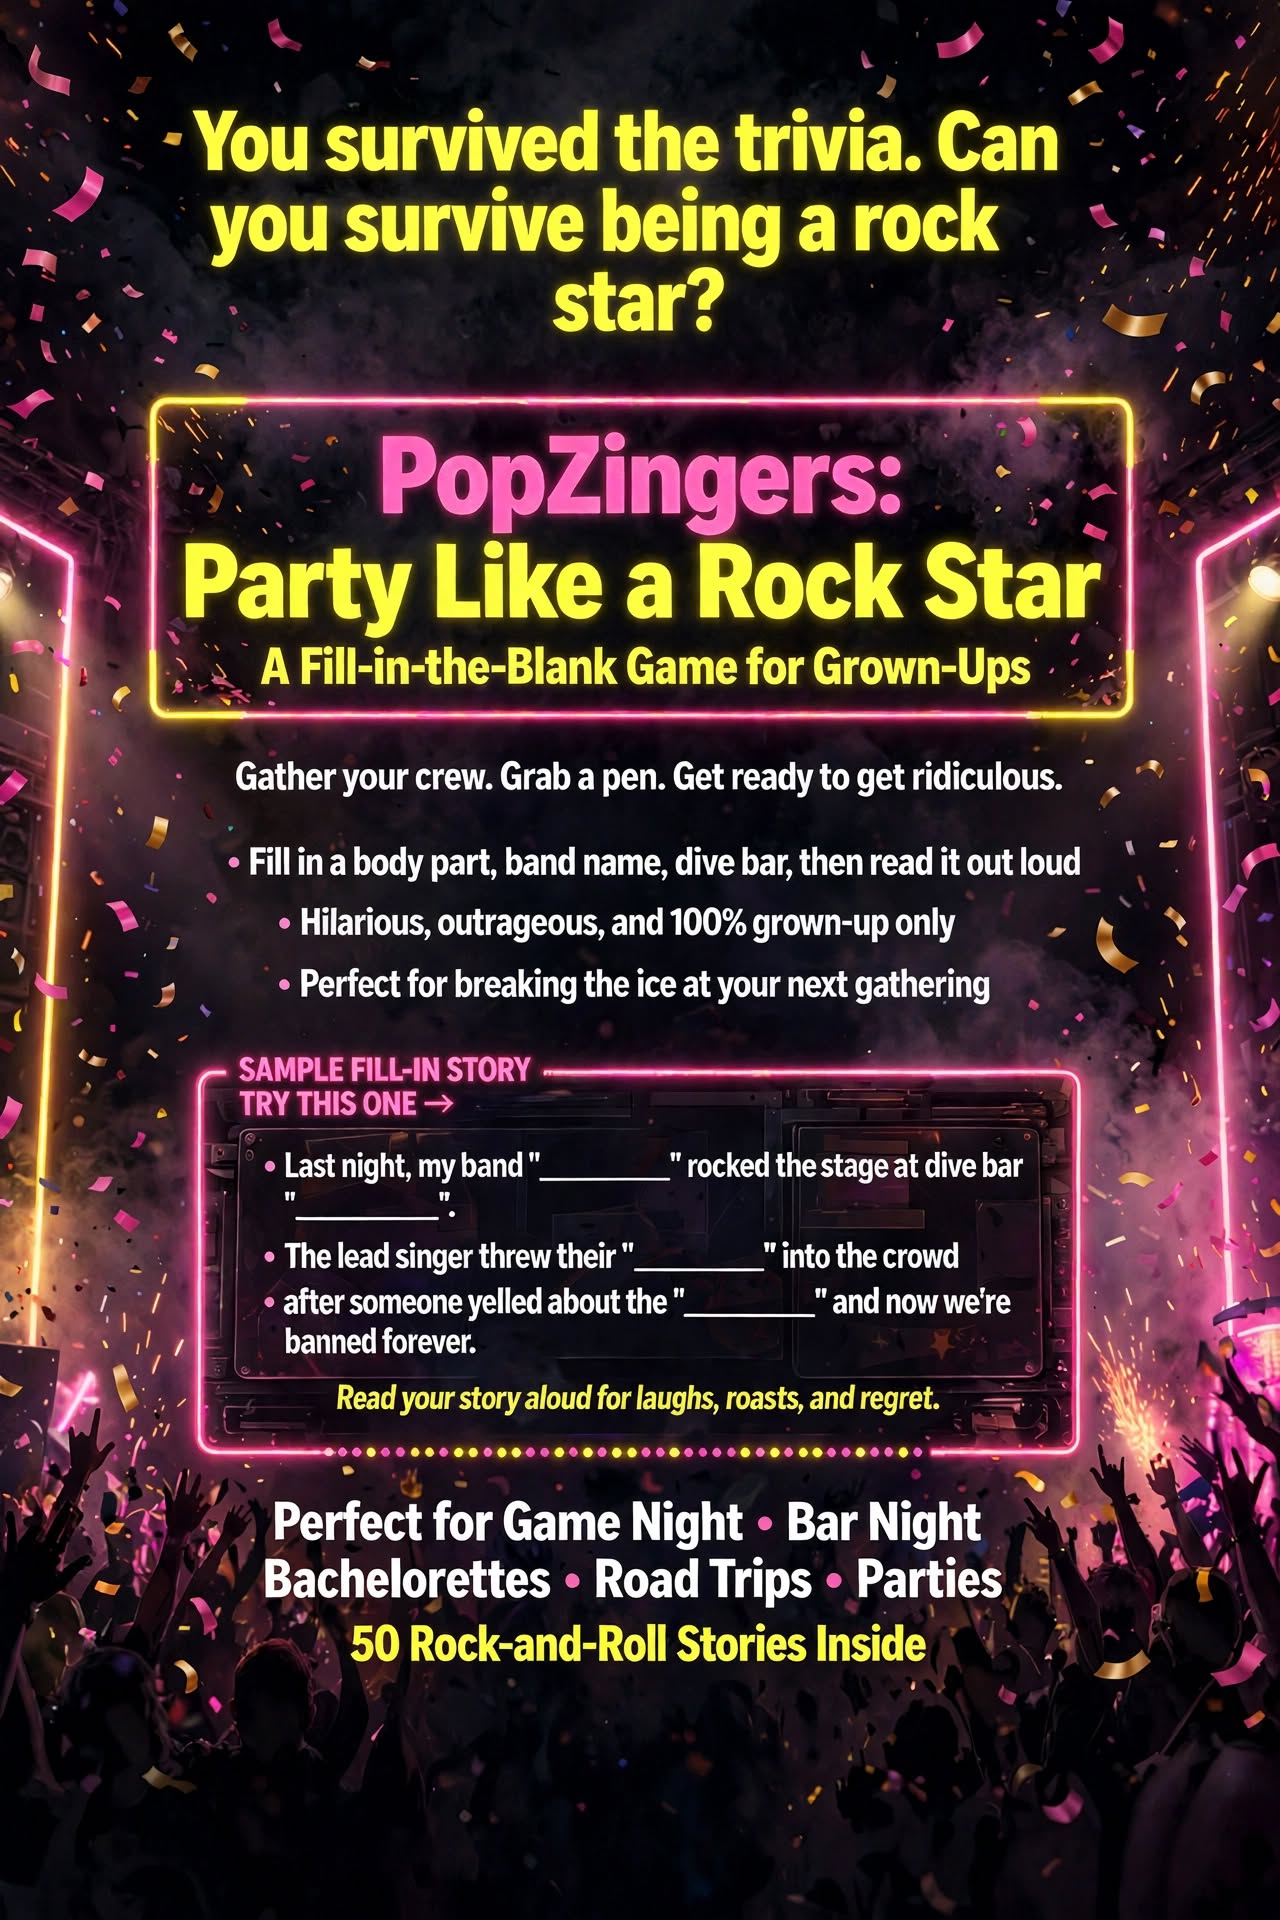 You survived the trivia. Can
you survive being a rock
star?
PopZingers:
Party Like a Rock Star
A Fill-in-the-Blank Game for Grown-Ups
Gather your crew. Grab a pen. Get ready to get ridiculous.
• Fill in a body part, band name, dive bar, then read it out loud
• Hilarious, outrageous, and 100% grown-up only
• Perfect for breaking the ice at your next gathering
SAMPLE FILL-IN STORY
TRY THIS ONE →
• Last night, my band "_________" rocked the stage at dive bar
"__________".
• The lead singer threw their "_________" into the crowd
• after someone yelled about the "_________" and now we're
banned forever.
Read your story aloud for laughs, roasts, and regret.
Perfect for Game Night • Bar Night
Bachelorettes • Road Trips • Parties
50 Rock-and-Roll Stories Inside